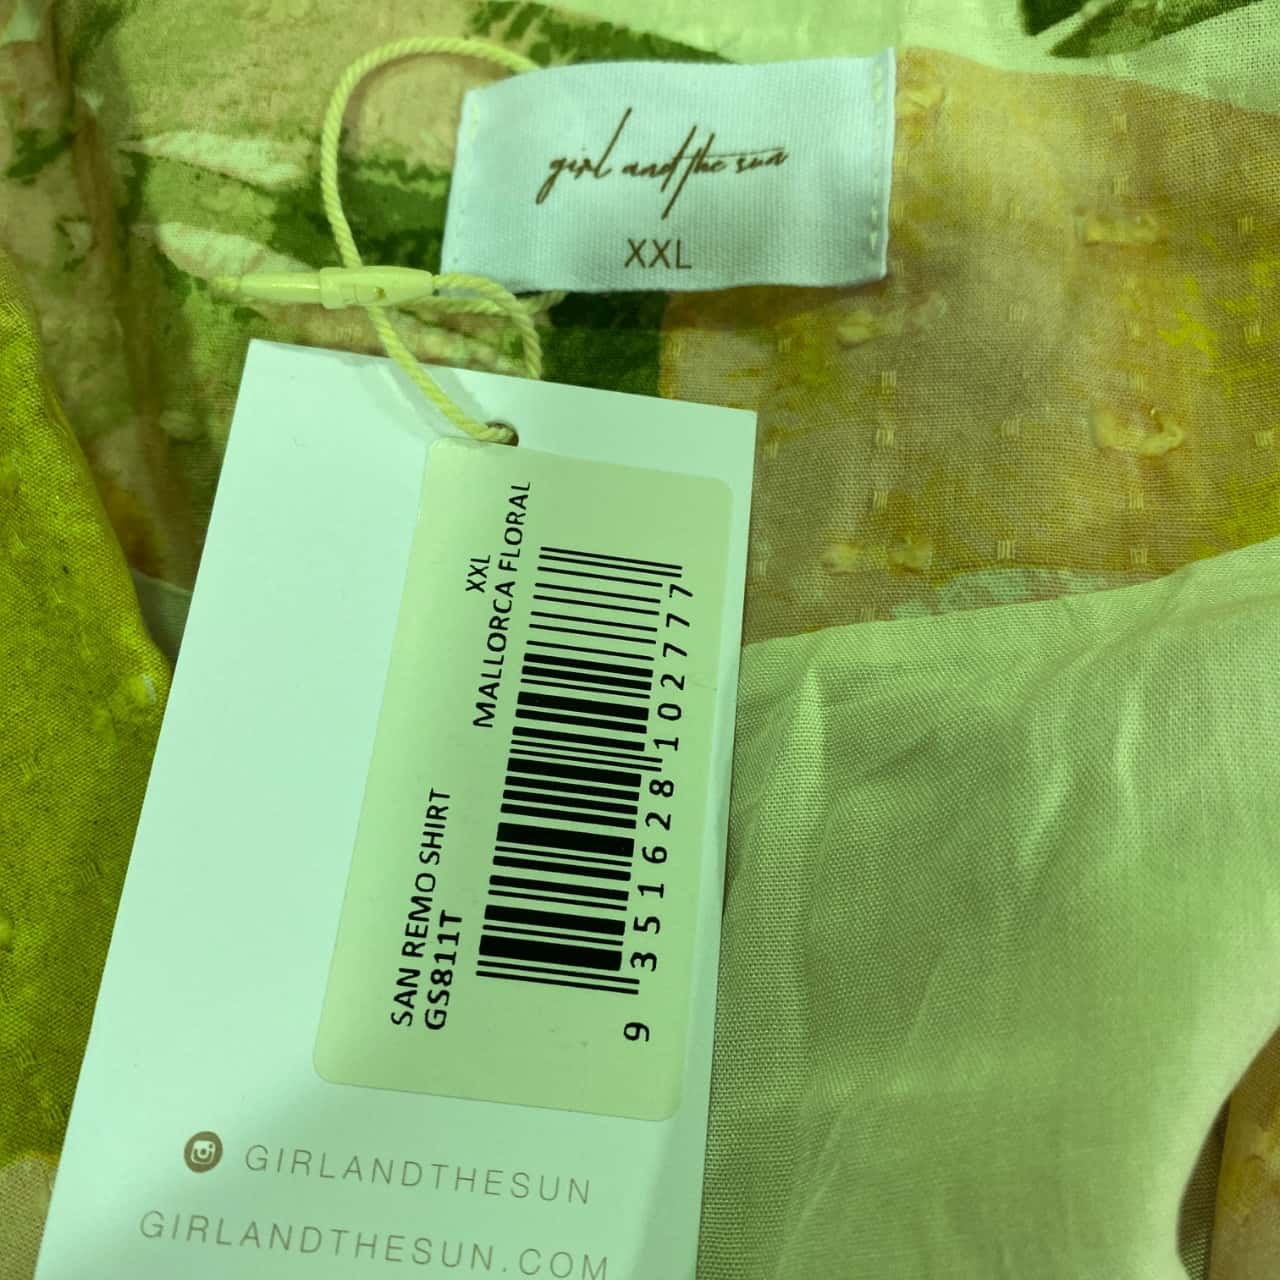 girl and the sun
XXL
XXL
MALLORCA FLORAL
SAN REMO SHIRT
GS811T
9 351628 102777
GIRLANDTHESUN
GIRLANDTHESUN.COM